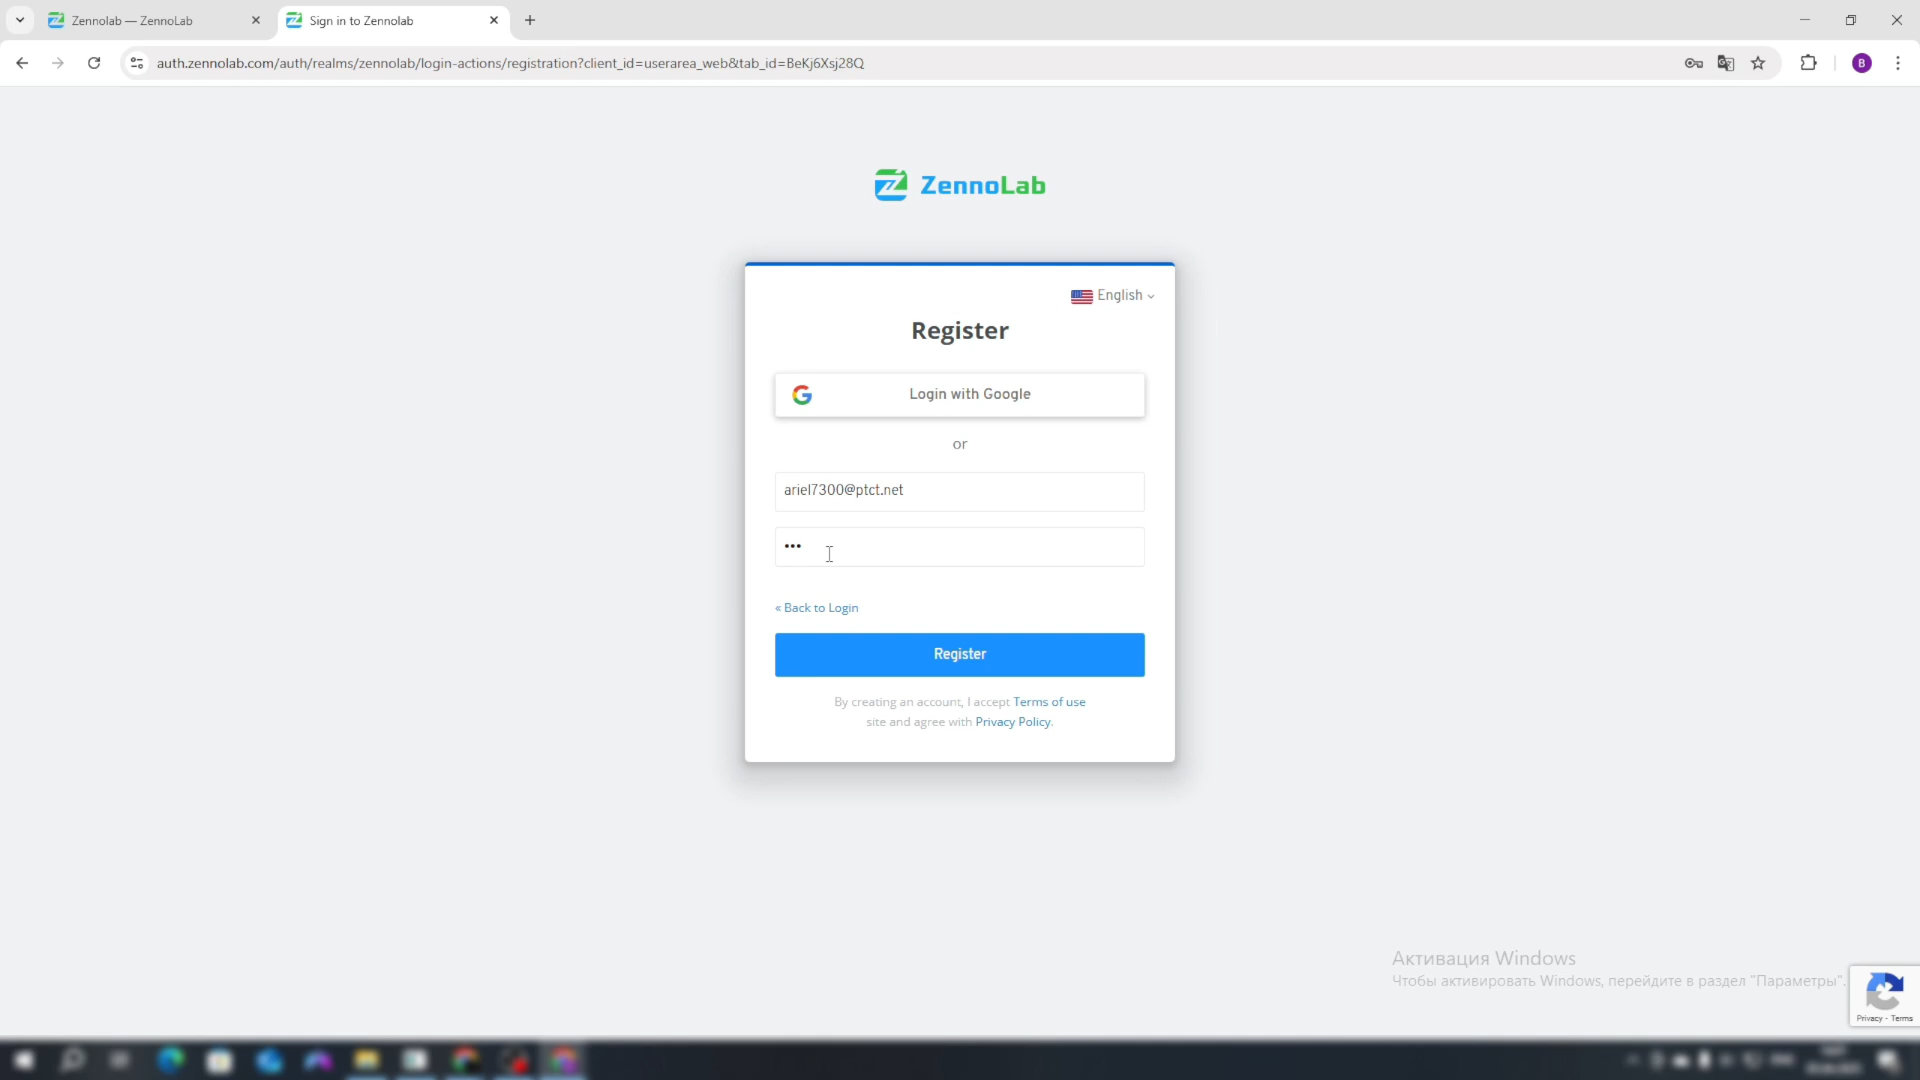 Zennolab — ZennoLab
Sign in to Zennolab
auth.zennolab.com/auth/realms/zennolab/login-actions/registration?client_id=userarea_web&tab_id=BeKj6Xsj28Q
B
ZennoLab
English
Register
Login with Google
or
ariel7300@ptct.net
« Back to Login
Register
By creating an account, I accept Terms of use
site and agree with Privacy Policy.
Активация Windows
Чтобы активировать Windows, перейдите в раздел "Параметры".
Privacy - Terms